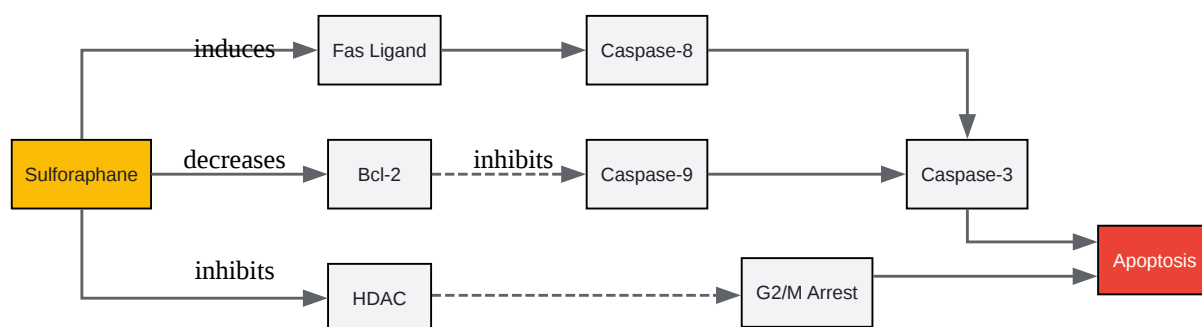 induces
Fas Ligand
Caspase-8
Sulforaphane
decreases
Bcl-2
inhibits
Caspase-9
Caspase-3
inhibits
HDAC
G2/M Arrest
Apoptosis